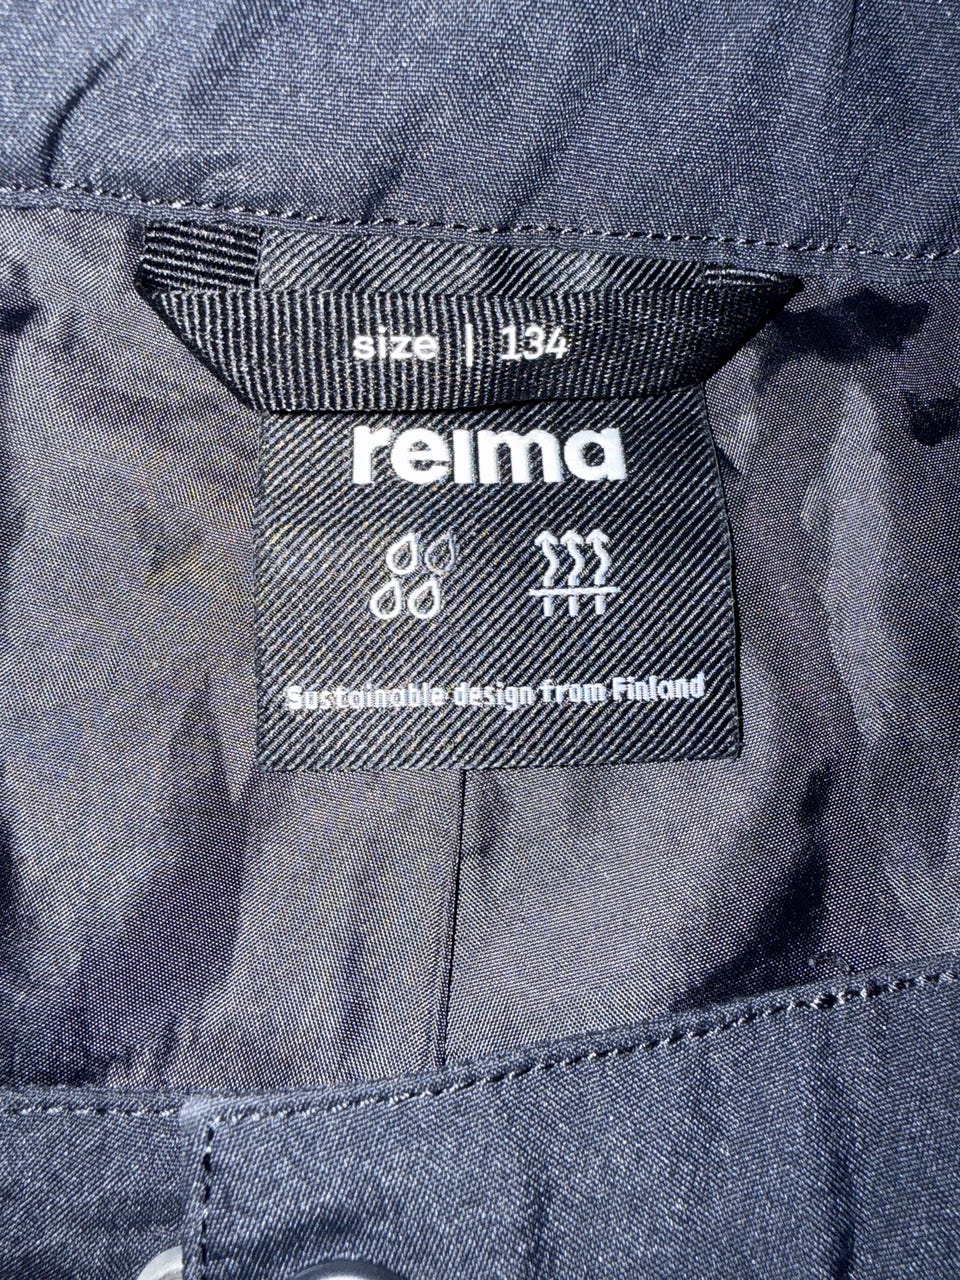 size | 134
reima
Sustainable design from Finland